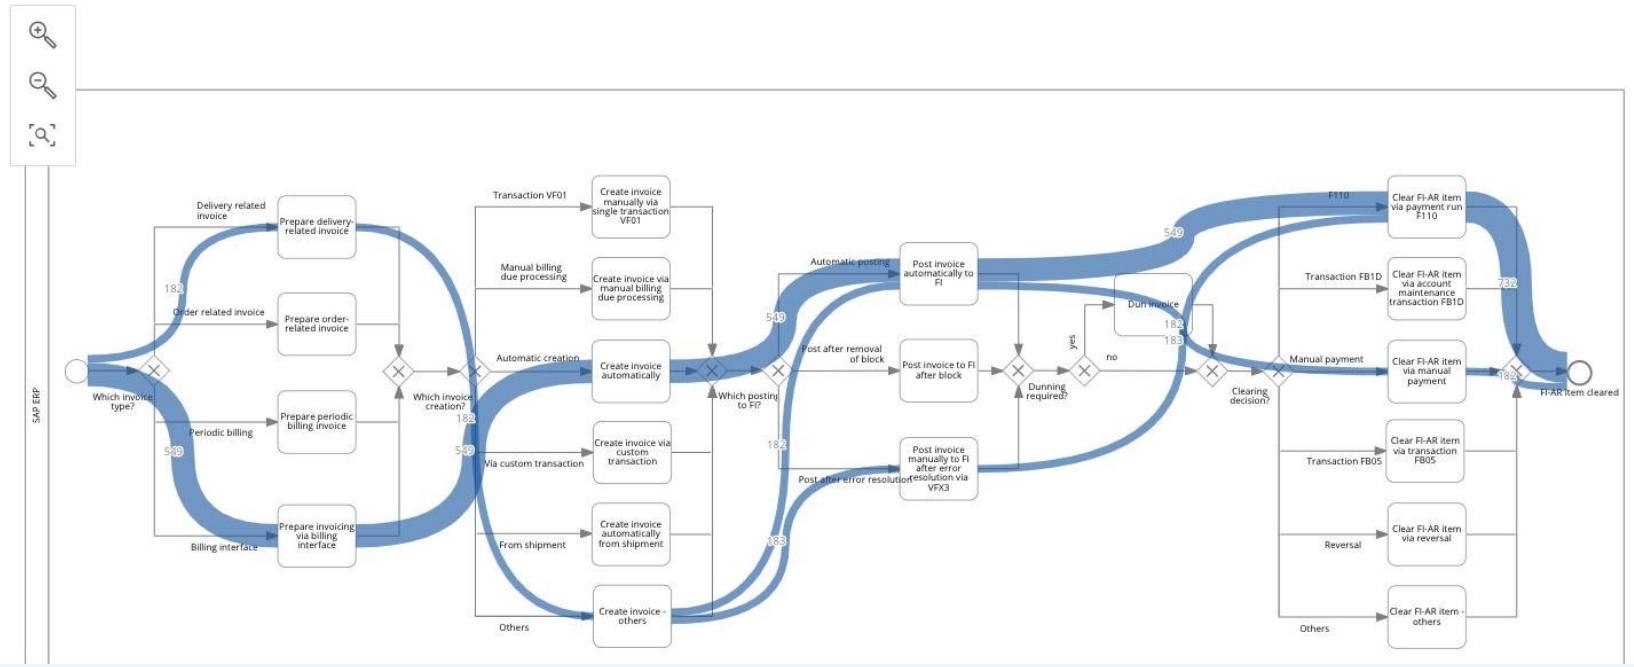 SAP ERP
Which invoice
type?
Delivery related
invoice
Order related invoice
Periodic billing
Billing interface
182
549
Prepare delivery-
related invoice
Prepare order-
related invoice
Prepare periodic
billing invoice
Prepare invoicing
via billing
interface
Which invoice
creation?
182
549
Transaction VF01
Manual billing
due processing
Automatic creation
Via custom transaction
From shipment
Others
Create invoice
manually via
single transaction
VF01
Create invoice via
manual billing
due processing
Create invoice
automatically
Create invoice via
custom
transaction
Create invoice
automatically
from shipment
Create invoice -
others
Which posting
to FI?
549
182
183
Automatic posting
Post after removal
of block
Post after error resolution
Post invoice
automatically to
FI
Post invoice to FI
after block
Post invoice
manually to FI
after error
resolution via
VFX3
Dunning
required?
yes
no
Dun invoice
549
182
183
Clearing
decision?
F110
Transaction FB1D
Manual payment
Transaction FB05
Reversal
Others
Clear FI-AR item
via payment run
F110
Clear FI-AR item
via account
maintenance
transaction FB1D
Clear FI-AR item
via manual
payment
Clear FI-AR item
via transaction
FB05
Clear FI-AR item
via reversal
Clear FI-AR item -
others
732
182
FI-AR item cleared